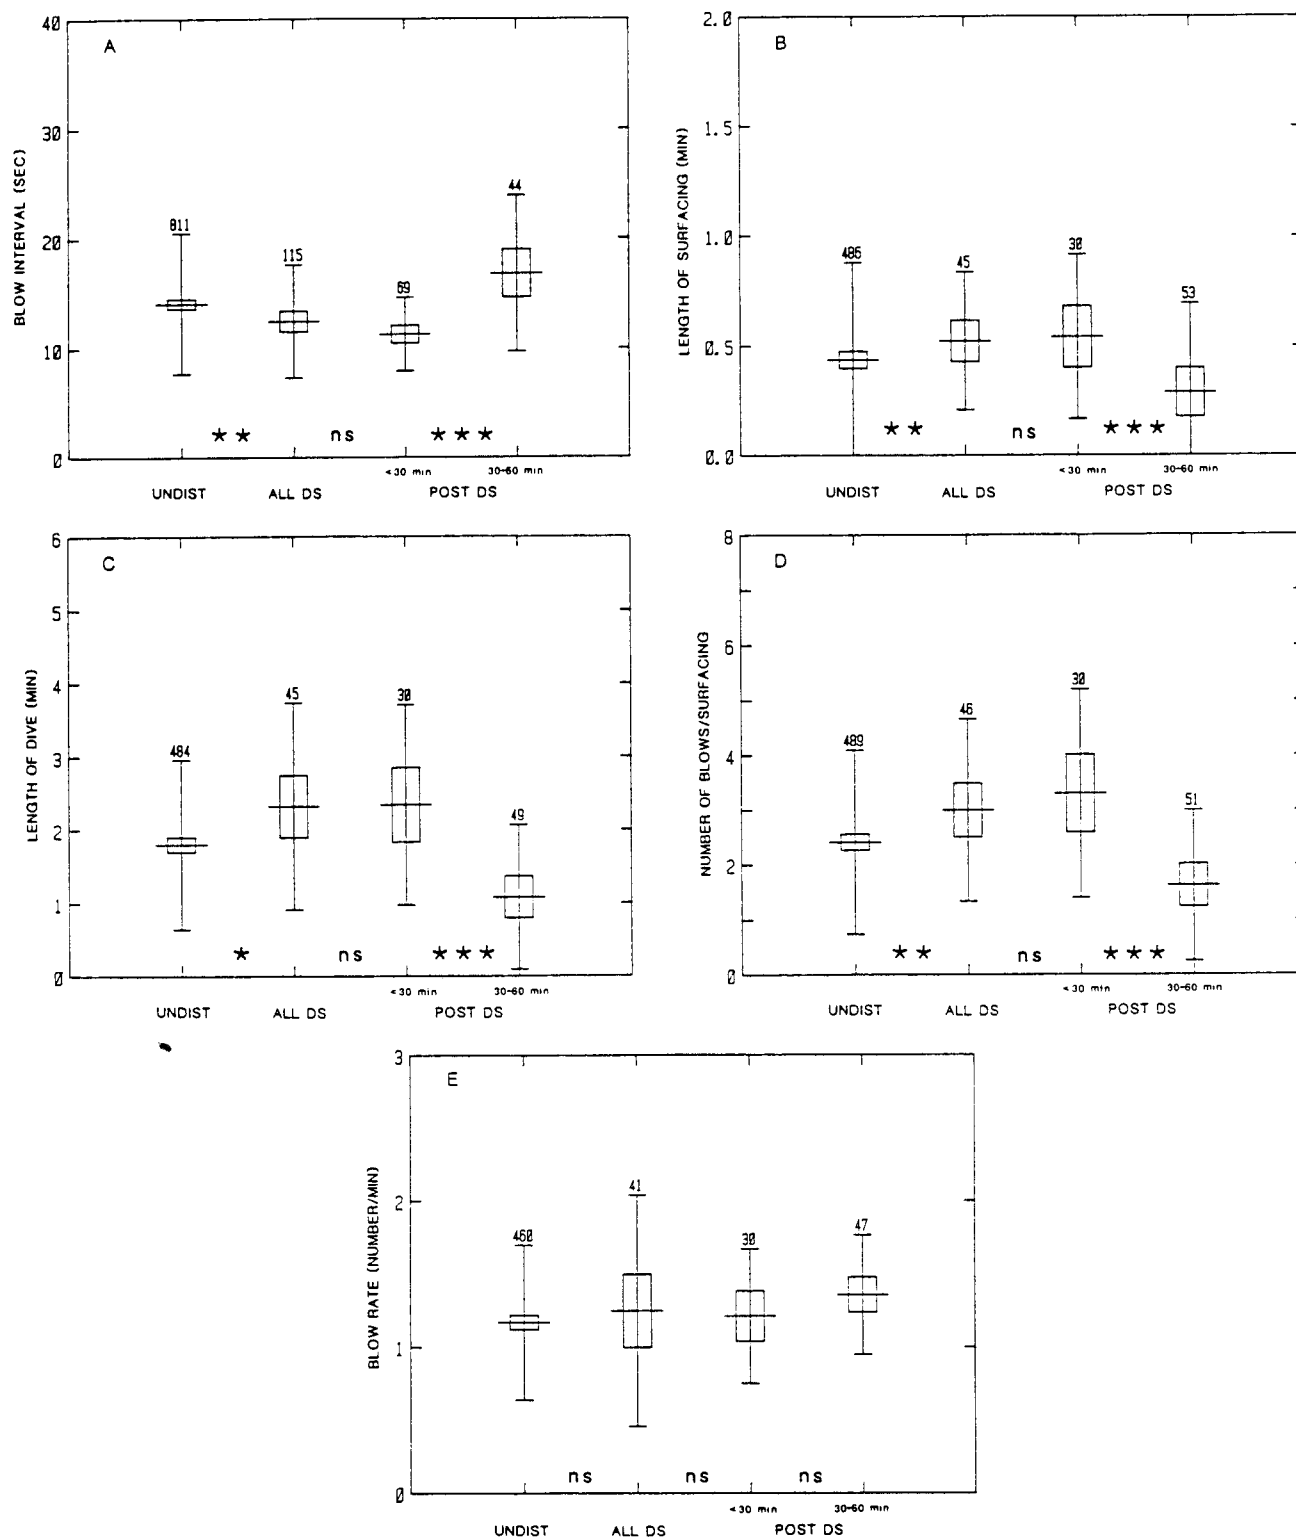 A
BLOW INTERVAL (SEC)
40
30
20
10
0
811
115
69
44
★★ ns ★★★
<30 min 30-60 min
UNDIST ALL DS POST DS
B
LENGTH OF SURFACING (MIN)
2.0
1.5
1.0
0.5
0.0
486
45
30
53
★★ ns ★★★
<30 min 30-60 min
UNDIST ALL DS POST DS
C
LENGTH OF DIVE (MIN)
6
5
4
3
2
1
0
484
45
30
49
★ ns ★★★
<30 min 30-60 min
UNDIST ALL DS POST DS
D
NUMBER OF BLOWS/SURFACING
8
6
4
2
0
489
46
30
51
★★ ns ★★★
<30 min 30-60 min
UNDIST ALL DS POST DS
E
BLOW RATE (NUMBER/MIN)
3
2
1
0
460
41
30
47
ns ns ns
<30 min 30-60 min
UNDIST ALL DS POST DS